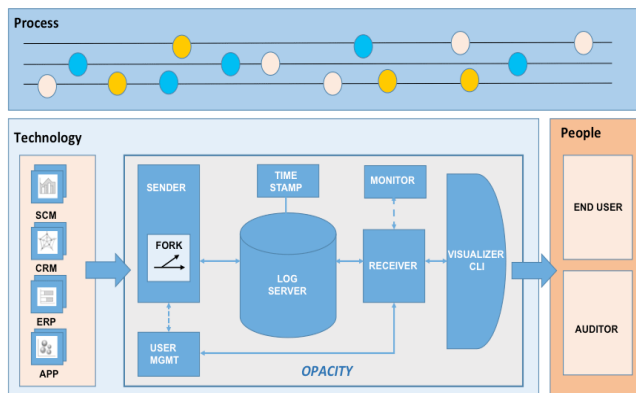 Process
Technology
People
SCM
CRM
ERP
APP
SENDER
FORK
USER
MGMT
TIME
STAMP
LOG
SERVER
MONITOR
RECEIVER
VISUALIZER
CLI
OPACITY
END USER
AUDITOR